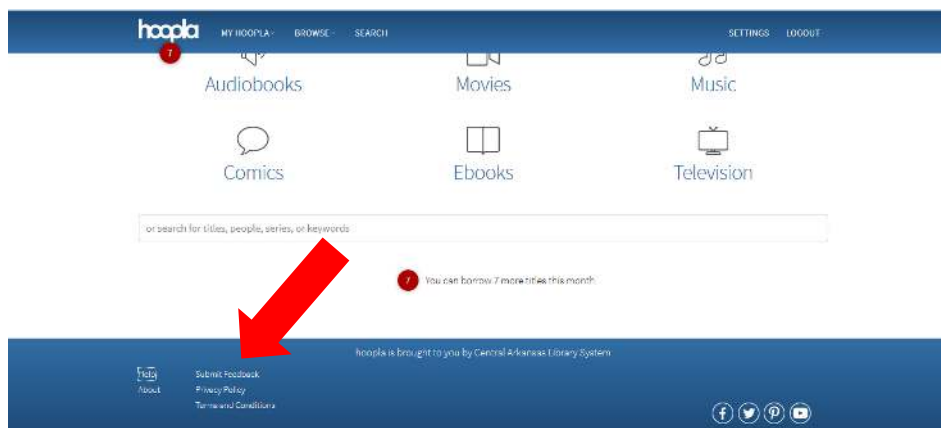 hoopla MY HOOPLA BROWSE SEARCH SETTINGS LOGOUT
7
Audiobooks Movies Music
Comics Ebooks Television
or search for titles, people, series, or keywords
7 You can borrow 7 more titles this month
hoopla is brought to you by Central Arkansas Library System
Help Submit Feedback
About Privacy Policy
Terms and Conditions